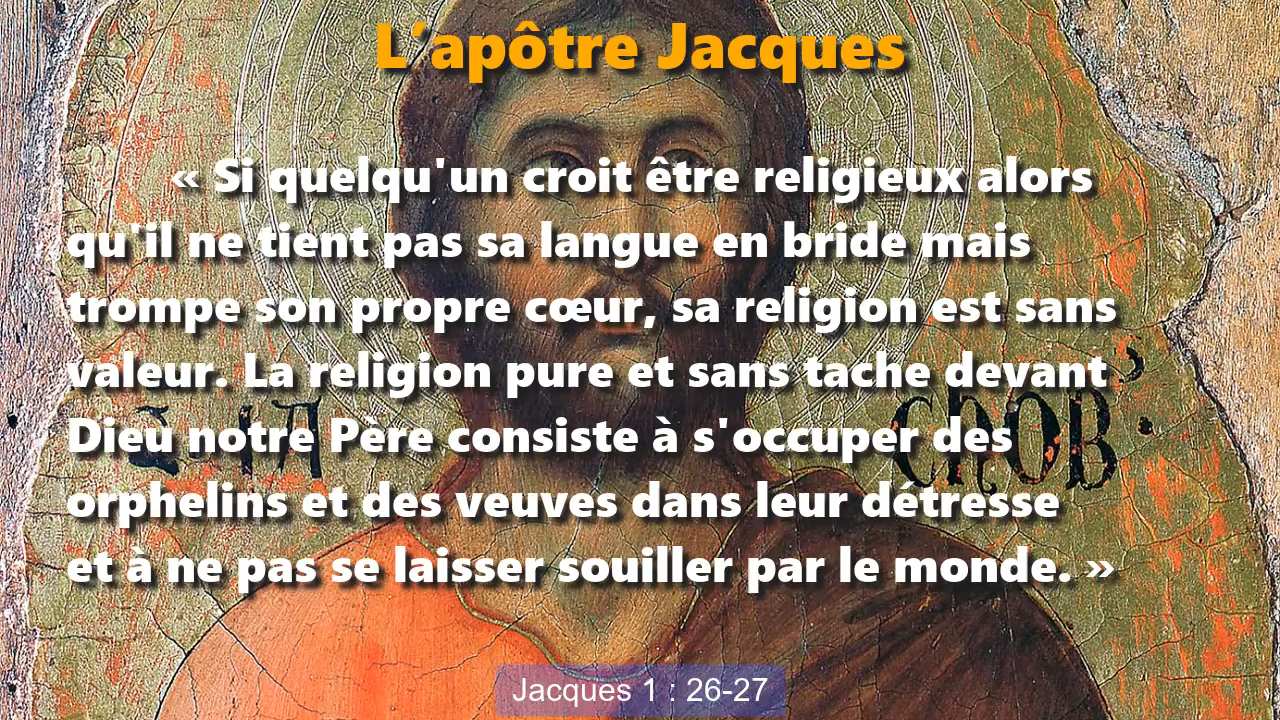 L'apôtre Jacques
« Si quelqu'un croit être religieux alors
qu'il ne tient pas sa langue en bride mais
trompe son propre cœur, sa religion est sans
valeur. La religion pure et sans tache devant
Dieu notre Père consiste à s'occuper des
orphelins et des veuves dans leur détresse
et à ne pas se laisser souiller par le monde. »
Jacques 1 : 26-27